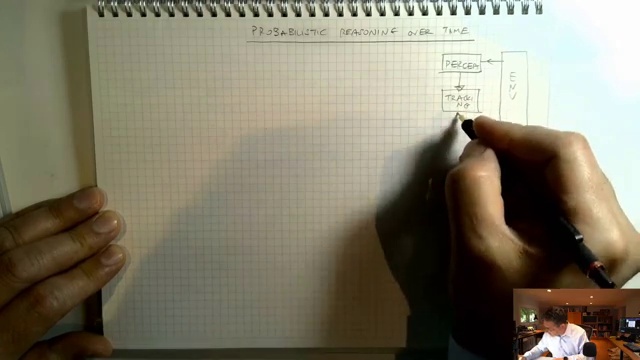 PROBABILISTIC REASONING OVER TIME
PERCEPT
ENV
TRACKI
NG